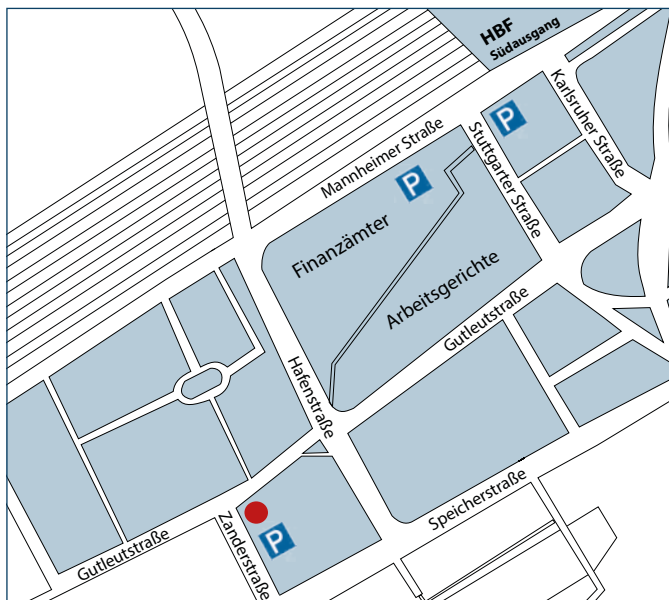 HBF
Südausgang
Karlsruher Straße
P
Stuttgarter Straße
Mannheimer Straße
P
Finanzämter
Arbeitsgerichte
Gutleutstraße
Hafenstraße
Speicherstraße
Zanderstraße
P
Gutleutstraße